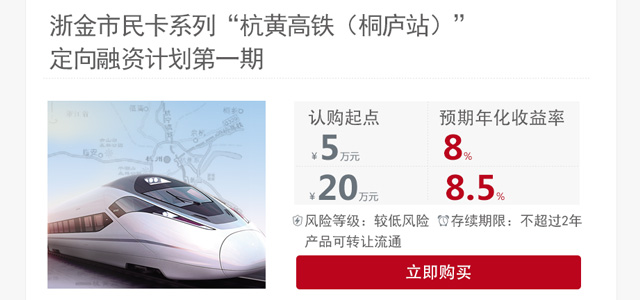 浙金市民卡系列“杭黄高铁（桐庐站）”
定向融资计划第一期
认购起点 预期年化收益率
¥5万元 8%
¥20万元 8.5%
风险等级：较低风险 存续期限：不超过2年
产品可转让流通
立即购买